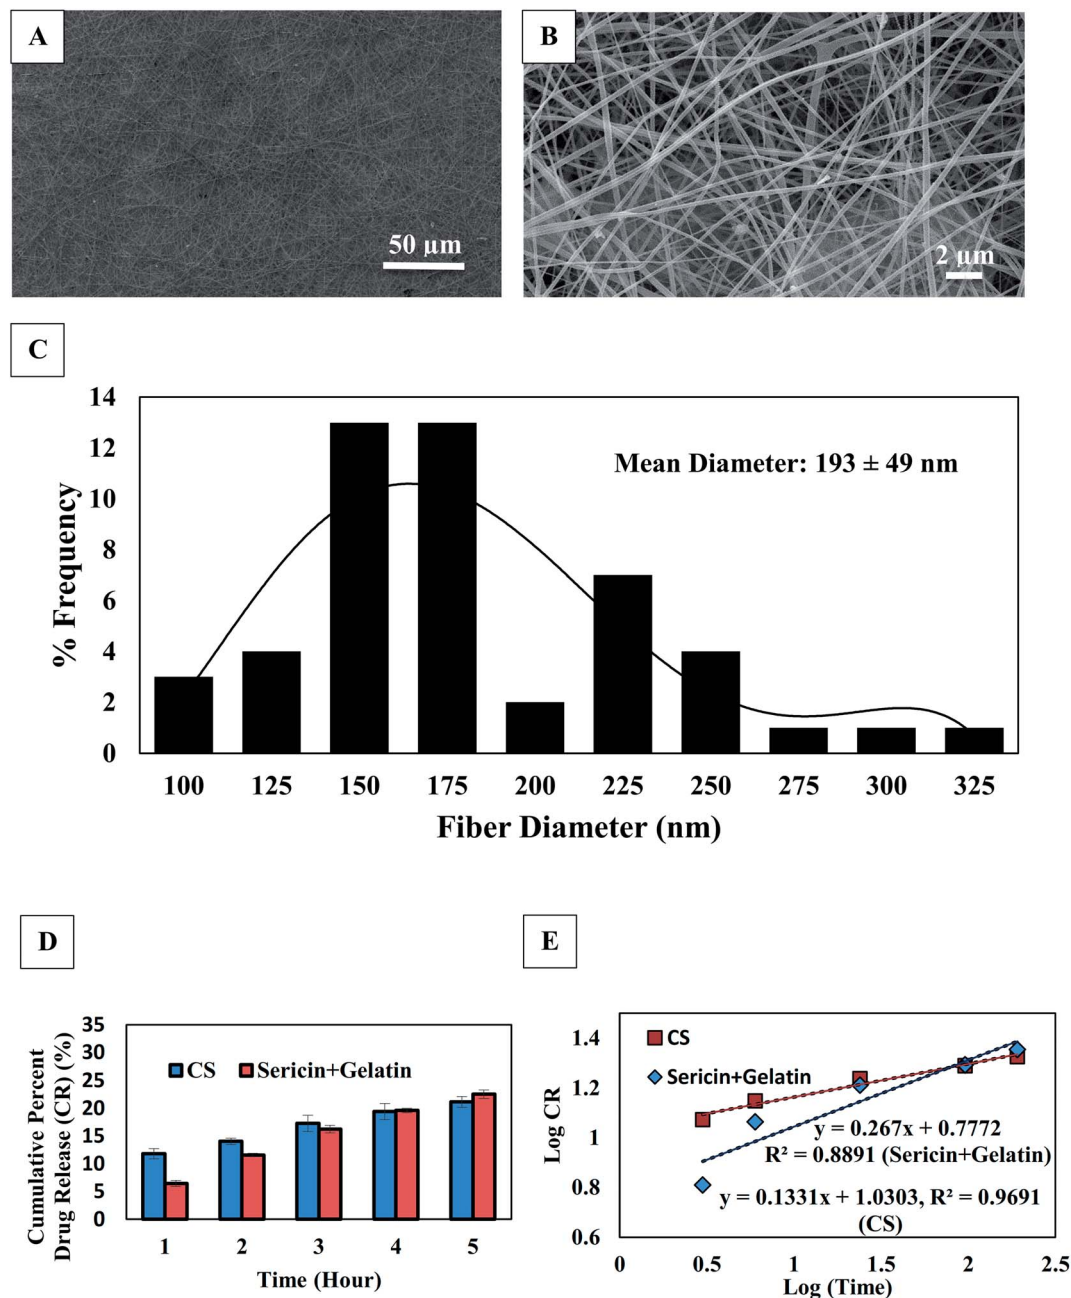 A
B
50 µm
2 µm
C
14
12
10
8
6
4
2
0
% Frequency
Mean Diameter: 193 ± 49 nm
100 125 150 175 200 225 250 275 300 325
Fiber Diameter (nm)
D
E
Cumulative Percent
Drug Release (CR) (%)
35
30
25
20
15
10
5
0
CS Sericin+Gelatin
1 2 3 4 5
Time (Hour)
Log CR
1.4
1.2
1
0.8
0.6
CS
Sericin+Gelatin
y = 0.267x + 0.7772
R² = 0.8891 (Sericin+Gelatin)
y = 0.1331x + 1.0303, R² = 0.9691
(CS)
0 0.5 1 1.5 2 2.5
Log (Time)